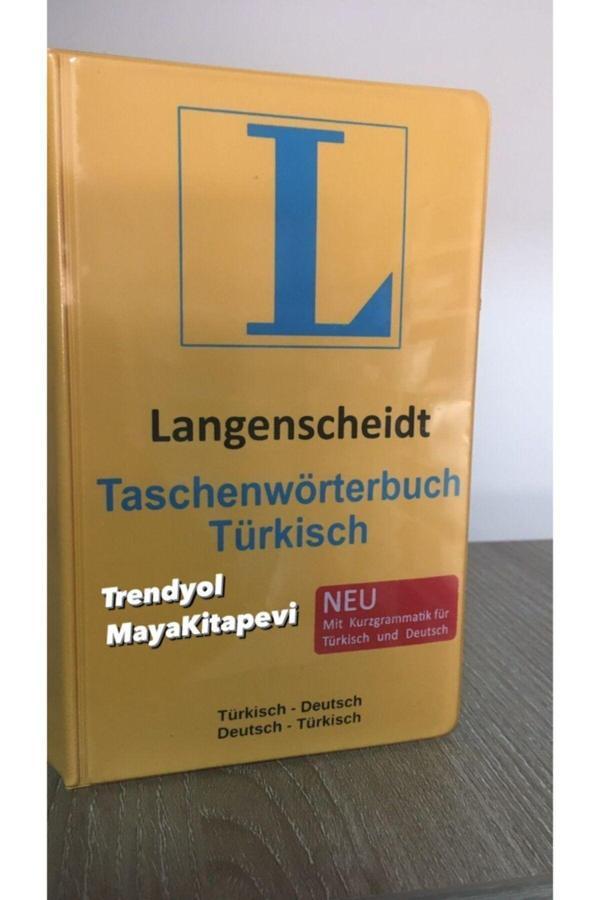 L
Langenscheidt
Taschenwörterbuch
Türkisch
Trendyol
MayaKitapevi
NEU
Mit Kurzgrammatik für
Türkisch und Deutsch
Türkisch - Deutsch
Deutsch - Türkisch